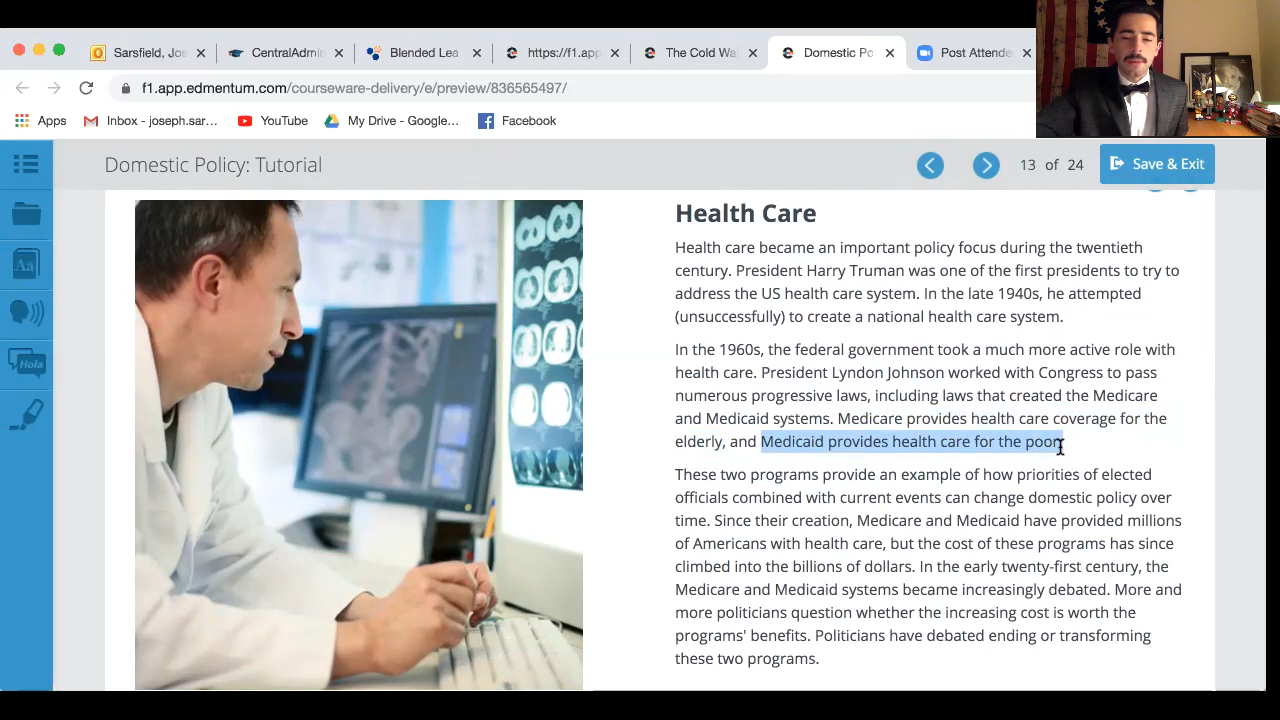 Sarsfield, Jos
CentralAdmi
Blended Lea
https://f1.app
The Cold Wa
Domestic Po
Post Attende
f1.app.edmentum.com/courseware-delivery/e/preview/836565497/
Apps
Inbox - joseph.sar...
YouTube
My Drive - Google...
Facebook
Domestic Policy: Tutorial
13 of 24
Save & Exit
Aa
Hola
Health Care
Health care became an important policy focus during the twentieth
century. President Harry Truman was one of the first presidents to try to
address the US health care system. In the late 1940s, he attempted
(unsuccessfully) to create a national health care system.
In the 1960s, the federal government took a much more active role with
health care. President Lyndon Johnson worked with Congress to pass
numerous progressive laws, including laws that created the Medicare
and Medicaid systems. Medicare provides health care coverage for the
elderly, and Medicaid provides health care for the poor.
These two programs provide an example of how priorities of elected
officials combined with current events can change domestic policy over
time. Since their creation, Medicare and Medicaid have provided millions
of Americans with health care, but the cost of these programs has since
climbed into the billions of dollars. In the early twenty-first century, the
Medicare and Medicaid systems became increasingly debated. More and
more politicians question whether the increasing cost is worth the
programs' benefits. Politicians have debated ending or transforming
these two programs.